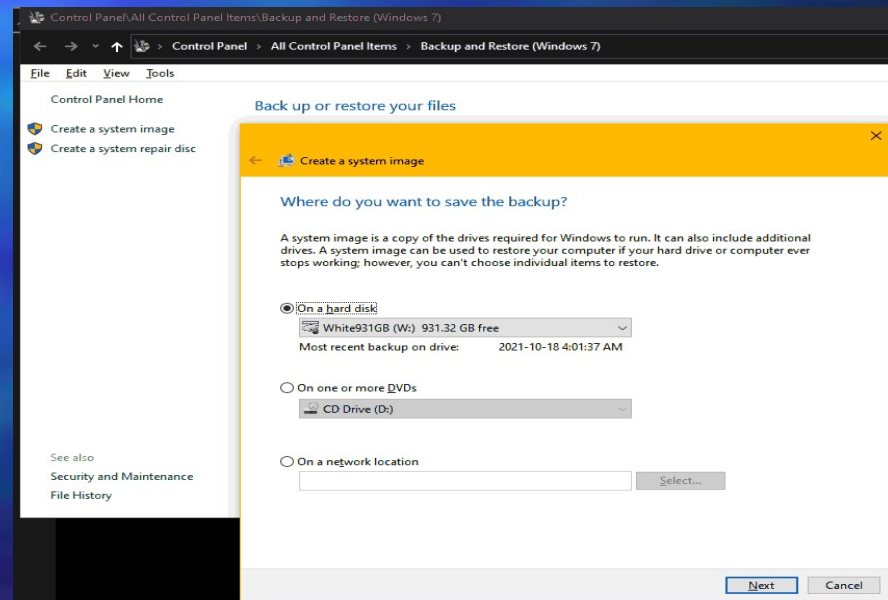 Control Panel\All Control Panel Items\Backup and Restore (Windows 7)
Control Panel > All Control Panel Items > Backup and Restore (Windows 7)
File Edit View Tools
Control Panel Home
Create a system image
Create a system repair disc
Back up or restore your files
Create a system image
Where do you want to save the backup?
A system image is a copy of the drives required for Windows to run. It can also include additional
drives. A system image can be used to restore your computer if your hard drive or computer ever
stops working; however, you can't choose individual items to restore.
On a hard disk
White931GB (W:) 931.32 GB free
Most recent backup on drive: 2021-10-18 4:01:37 AM
On one or more DVDs
CD Drive (D:)
On a network location
Select...
See also
Security and Maintenance
File History
Next Cancel